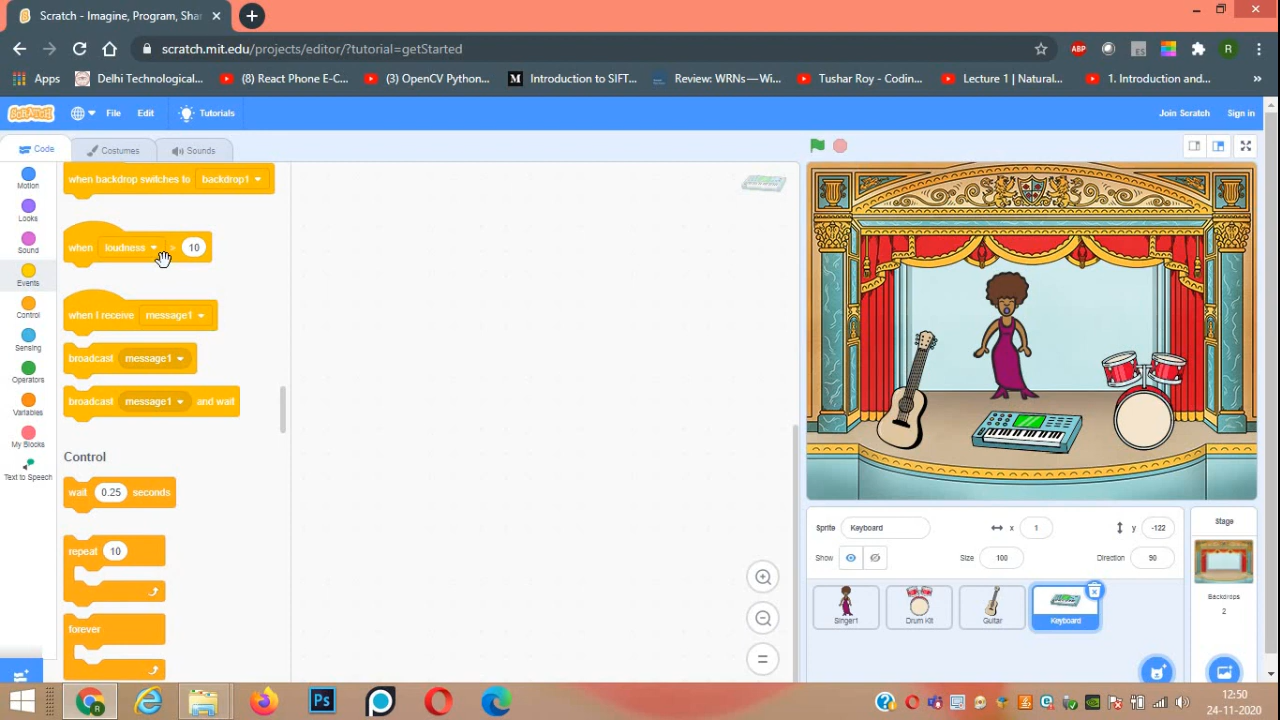 Scratch - Imagine, Program, Shar
scratch.mit.edu/projects/editor/?tutorial=getStarted
ABP
ES
R
Apps
Delhi Technological...
(8) React Phone E-C...
(3) OpenCV Python...
Introduction to SIFT...
Review: WRNs — Wi...
Tushar Roy - Codin...
Lecture 1 | Natural...
1. Introduction and...
SCRATCH
File
Edit
Tutorials
Join Scratch
Sign in
Code
Costumes
Sounds
Motion
Looks
Sound
Events
Control
Sensing
Operators
Variables
My Blocks
Text to Speech
when backdrop switches to backdrop1
when loudness > 10
when I receive message1
broadcast message1
broadcast message1 and wait
Control
wait 0.25 seconds
repeat 10
forever
Sprite Keyboard x 1 y -122
Show Size 100 Direction 90
Singer1
Drum Kit
Guitar
Keyboard
Stage
Backdrops
2
Ps
12:50
24-11-2020